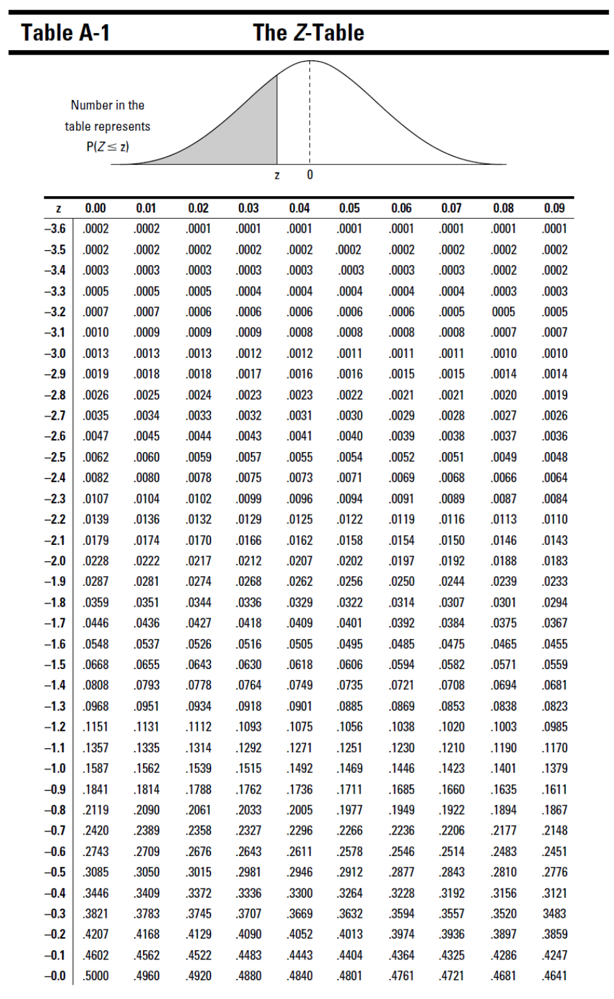 Table A-1 The Z-Table
Number in the
table represents
P(Z ≤ z)
z 0
z 0.00 0.01 0.02 0.03 0.04 0.05 0.06 0.07 0.08 0.09
–3.6 .0002 .0002 .0001 .0001 .0001 .0001 .0001 .0001 .0001 .0001
–3.5 .0002 .0002 .0002 .0002 .0002 .0002 .0002 .0002 .0002 .0002
–3.4 .0003 .0003 .0003 .0003 .0003 .0003 .0003 .0003 .0002 .0002
–3.3 .0005 .0005 .0005 .0004 .0004 .0004 .0004 .0004 .0003 .0003
–3.2 .0007 .0007 .0006 .0006 .0006 .0006 .0006 .0005 0005 .0005
–3.1 .0010 .0009 .0009 .0009 .0008 .0008 .0008 .0008 .0007 .0007
–3.0 .0013 .0013 .0013 .0012 .0012 .0011 .0011 .0011 .0010 .0010
–2.9 .0019 .0018 .0018 .0017 .0016 .0016 .0015 .0015 .0014 .0014
–2.8 .0026 .0025 .0024 .0023 .0023 .0022 .0021 .0021 .0020 .0019
–2.7 .0035 .0034 .0033 .0032 .0031 .0030 .0029 .0028 .0027 .0026
–2.6 .0047 .0045 .0044 .0043 .0041 .0040 .0039 .0038 .0037 .0036
–2.5 .0062 .0060 .0059 .0057 .0055 .0054 .0052 .0051 .0049 .0048
–2.4 .0082 .0080 .0078 .0075 .0073 .0071 .0069 .0068 .0066 .0064
–2.3 .0107 .0104 .0102 .0099 .0096 .0094 .0091 .0089 .0087 .0084
–2.2 .0139 .0136 .0132 .0129 .0125 .0122 .0119 .0116 .0113 .0110
–2.1 .0179 .0174 .0170 .0166 .0162 .0158 .0154 .0150 .0146 .0143
–2.0 .0228 .0222 .0217 .0212 .0207 .0202 .0197 .0192 .0188 .0183
–1.9 .0287 .0281 .0274 .0268 .0262 .0256 .0250 .0244 .0239 .0233
–1.8 .0359 .0351 .0344 .0336 .0329 .0322 .0314 .0307 .0301 .0294
–1.7 .0446 .0436 .0427 .0418 .0409 .0401 .0392 .0384 .0375 .0367
–1.6 .0548 .0537 .0526 .0516 .0505 .0495 .0485 .0475 .0465 .0455
–1.5 .0668 .0655 .0643 .0630 .0618 .0606 .0594 .0582 .0571 .0559
–1.4 .0808 .0793 .0778 .0764 .0749 .0735 .0721 .0708 .0694 .0681
–1.3 .0968 .0951 .0934 .0918 .0901 .0885 .0869 .0853 .0838 .0823
–1.2 .1151 .1131 .1112 .1093 .1075 .1056 .1038 .1020 .1003 .0985
–1.1 .1357 .1335 .1314 .1292 .1271 .1251 .1230 .1210 .1190 .1170
–1.0 .1587 .1562 .1539 .1515 .1492 .1469 .1446 .1423 .1401 .1379
–0.9 .1841 .1814 .1788 .1762 .1736 .1711 .1685 .1660 .1635 .1611
–0.8 .2119 .2090 .2061 .2033 .2005 .1977 .1949 .1922 .1894 .1867
–0.7 .2420 .2389 .2358 .2327 .2296 .2266 .2236 .2206 .2177 .2148
–0.6 .2743 .2709 .2676 .2643 .2611 .2578 .2546 .2514 .2483 .2451
–0.5 .3085 .3050 .3015 .2981 .2946 .2912 .2877 .2843 .2810 .2776
–0.4 .3446 .3409 .3372 .3336 .3300 .3264 .3228 .3192 .3156 .3121
–0.3 .3821 .3783 .3745 .3707 .3669 .3632 .3594 .3557 .3520 3483
–0.2 .4207 .4168 .4129 .4090 .4052 .4013 .3974 .3936 .3897 .3859
–0.1 .4602 .4562 .4522 .4483 .4443 .4404 .4364 .4325 .4286 .4247
–0.0 .5000 .4960 .4920 .4880 .4840 .4801 .4761 .4721 .4681 .4641